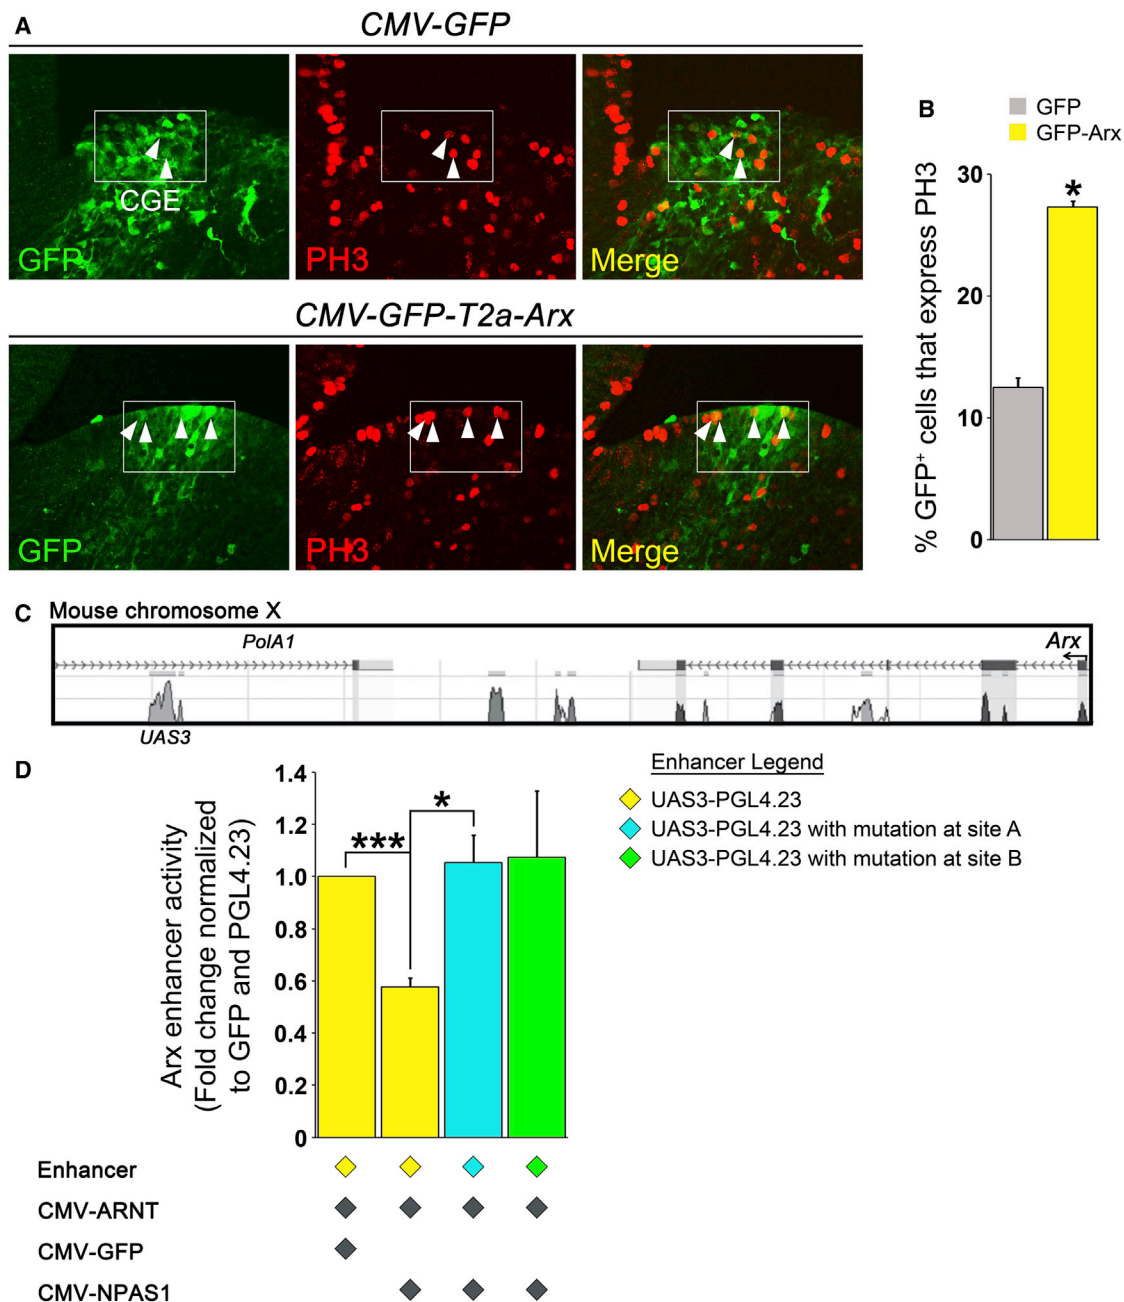 A
CMV-GFP
CGE
GFP
PH3
Merge
CMV-GFP-T2a-Arx
GFP
PH3
Merge
B
GFP
GFP-Arx
% GFP+ cells that express PH3
30
20
10
0
*
C
Mouse chromosome X
PolA1
Arx
UAS3
D
Arx enhancer activity
(Fold change normalized
to GFP and PGL4.23)
1.4
1.2
1.0
0.8
0.6
0.4
0.2
0
***
*
Enhancer Legend
UAS3-PGL4.23
UAS3-PGL4.23 with mutation at site A
UAS3-PGL4.23 with mutation at site B
Enhancer
CMV-ARNT
CMV-GFP
CMV-NPAS1